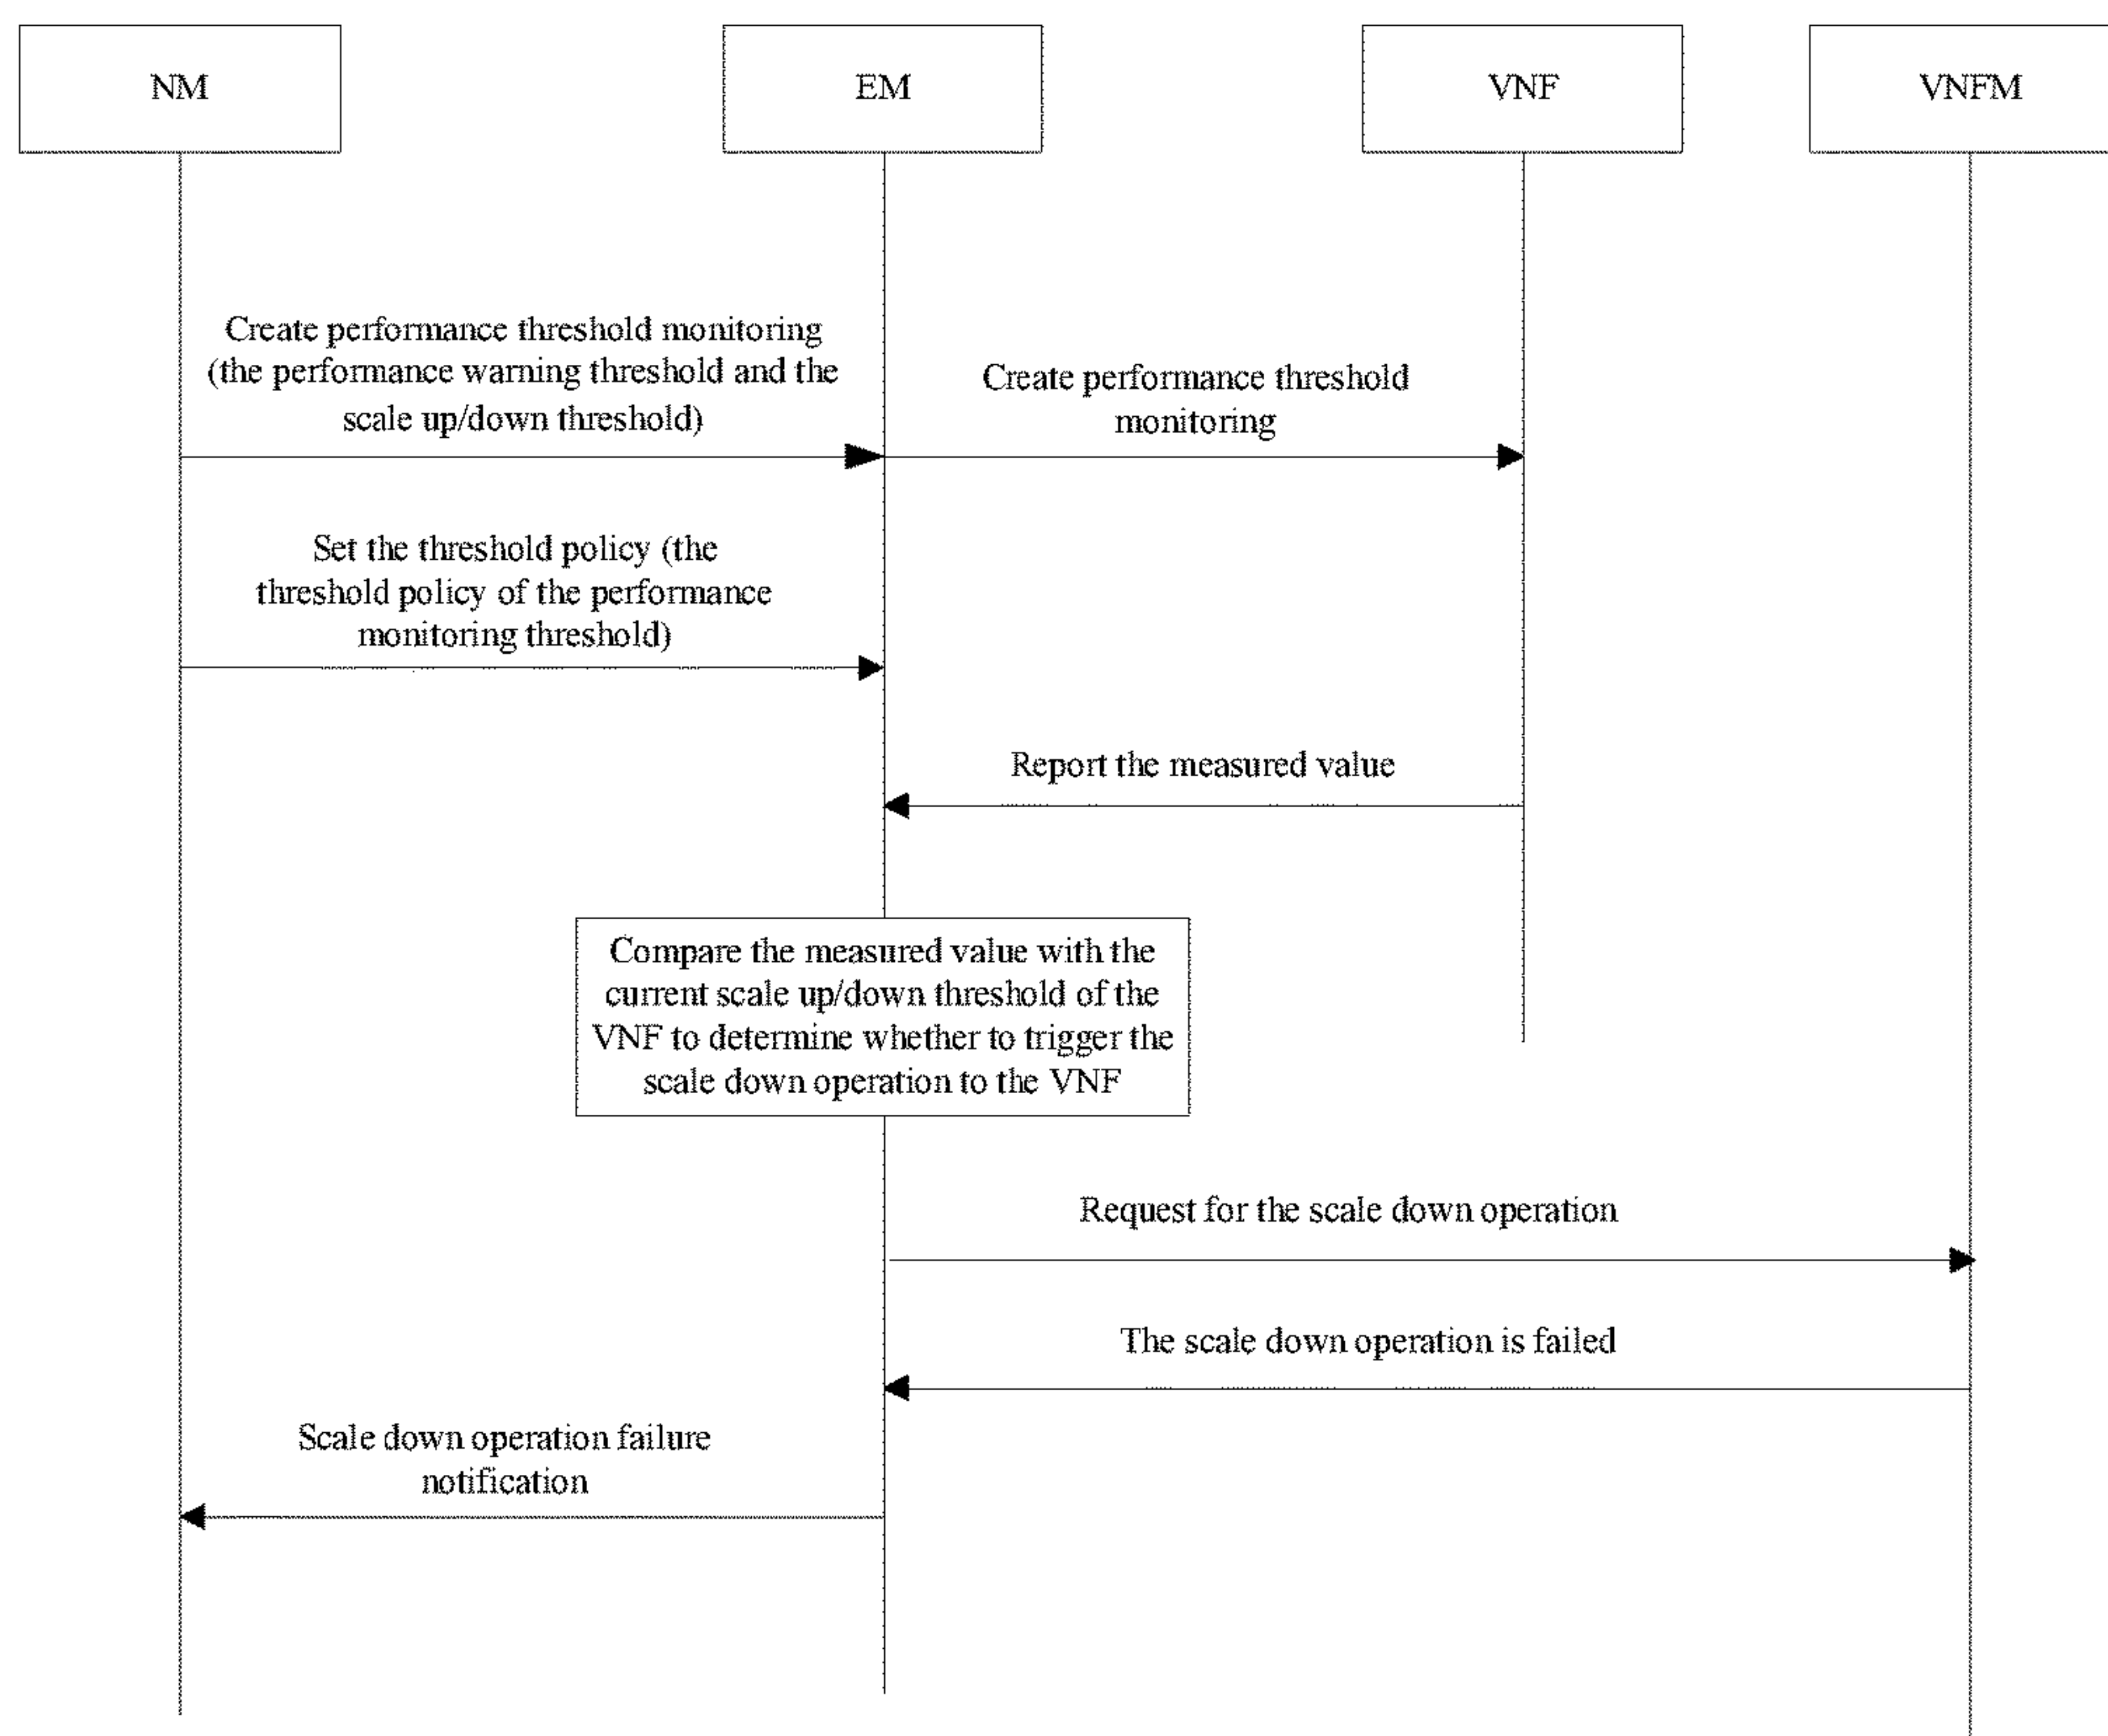 NM
EM
VNF
VNFM
Create performance threshold monitoring
(the performance warning threshold and the
scale up/down threshold)
Create performance threshold
monitoring
Set the threshold policy (the
threshold policy of the performance
monitoring threshold)
Report the measured value
Compare the measured value with the
current scale up/down threshold of the
VNF to determine whether to trigger the
scale down operation to the VNF
Request for the scale down operation
The scale down operation is failed
Scale down operation failure
notification